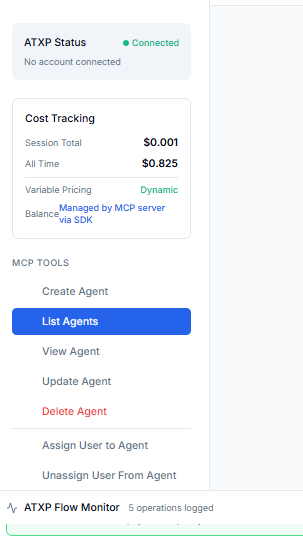 ATXP Status
Connected
No account connected
Cost Tracking
Session Total $0.001
All Time $0.825
Variable Pricing Dynamic
Balance Managed by MCP server
via SDK
MCP TOOLS
Create Agent
List Agents
View Agent
Update Agent
Delete Agent
Assign User to Agent
Unassign User From Agent
ATXP Flow Monitor 5 operations logged